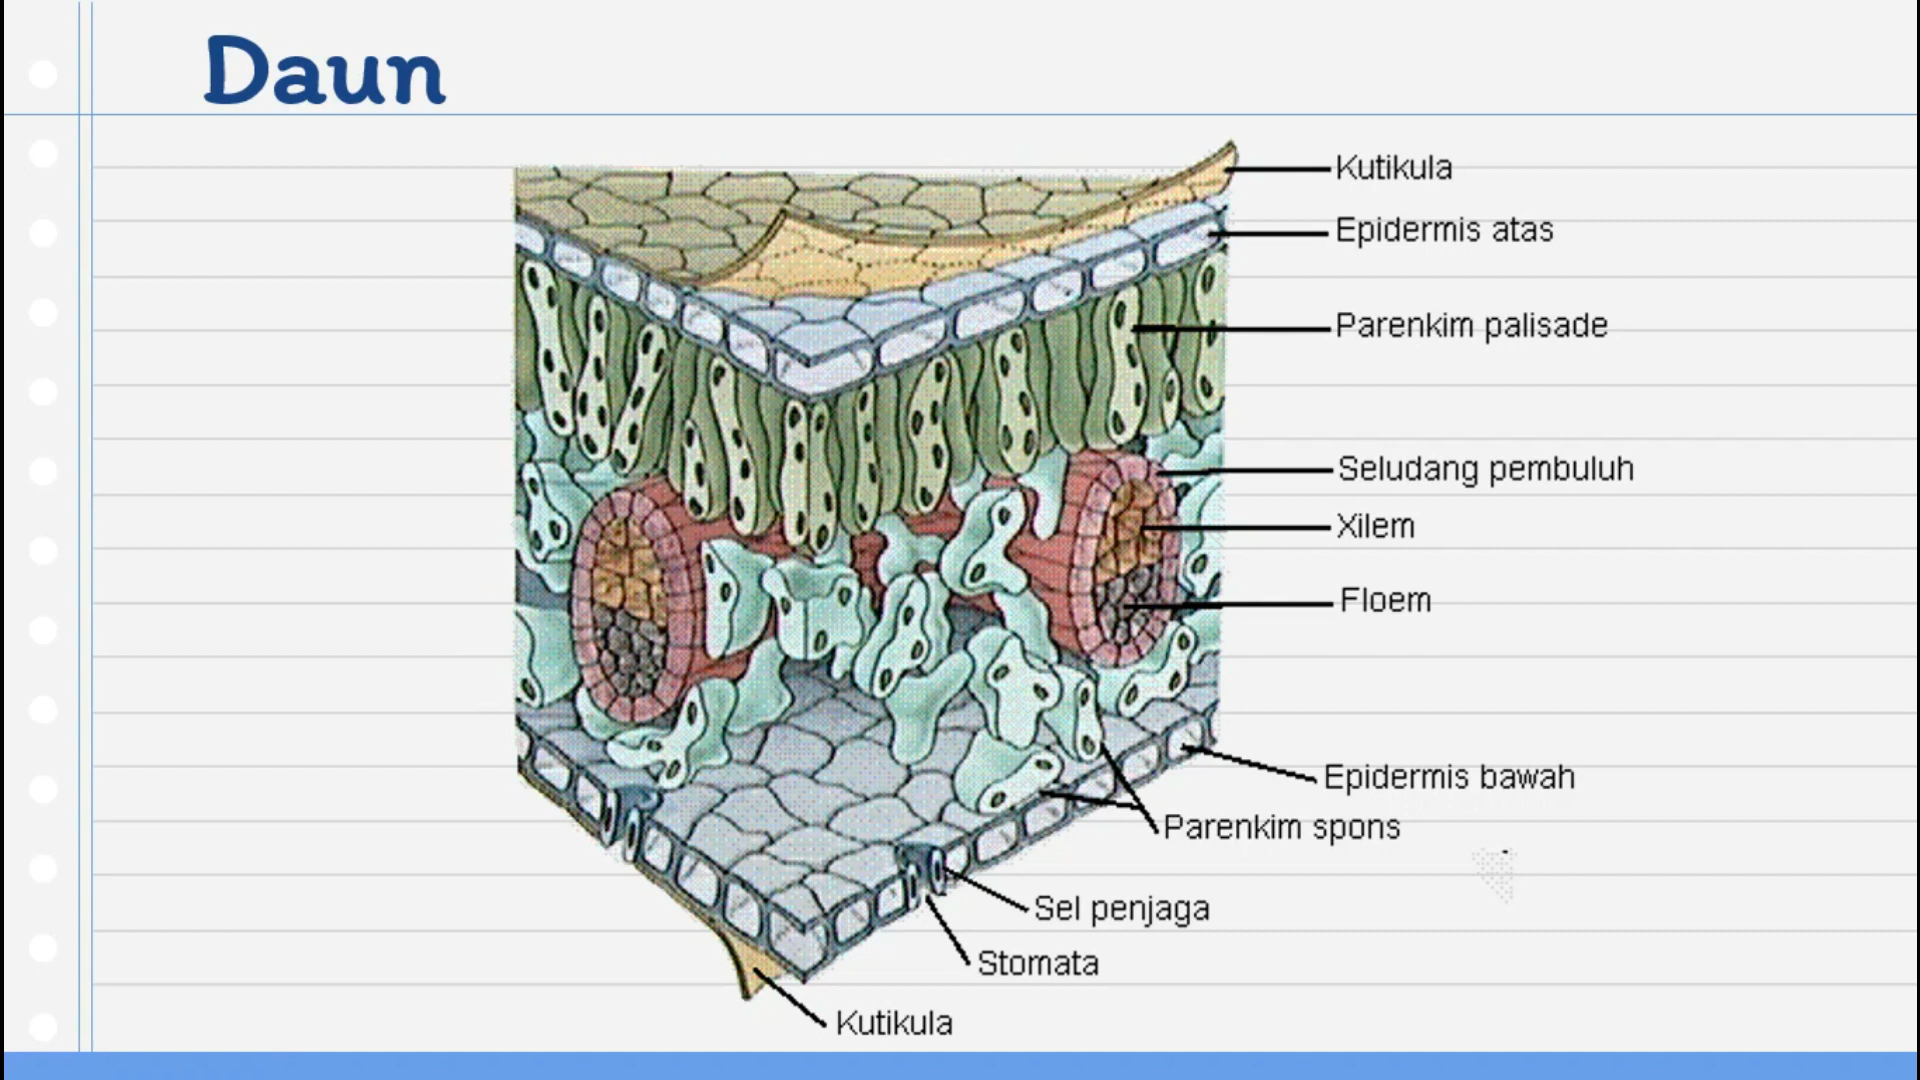 Daun
Kutikula
Epidermis atas
Parenkim palisade
Seludang pembuluh
Xilem
Floem
Epidermis bawah
Parenkim spons
Sel penjaga
Stomata
Kutikula